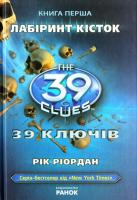 КНИГА ПЕРША
ЛАБІРИНТ КІСТОК
THE
39
CLUES
39 КЛЮЧІВ
РІК РІОРДАН
Серія-бестселер від «New York Times»
РАНОК